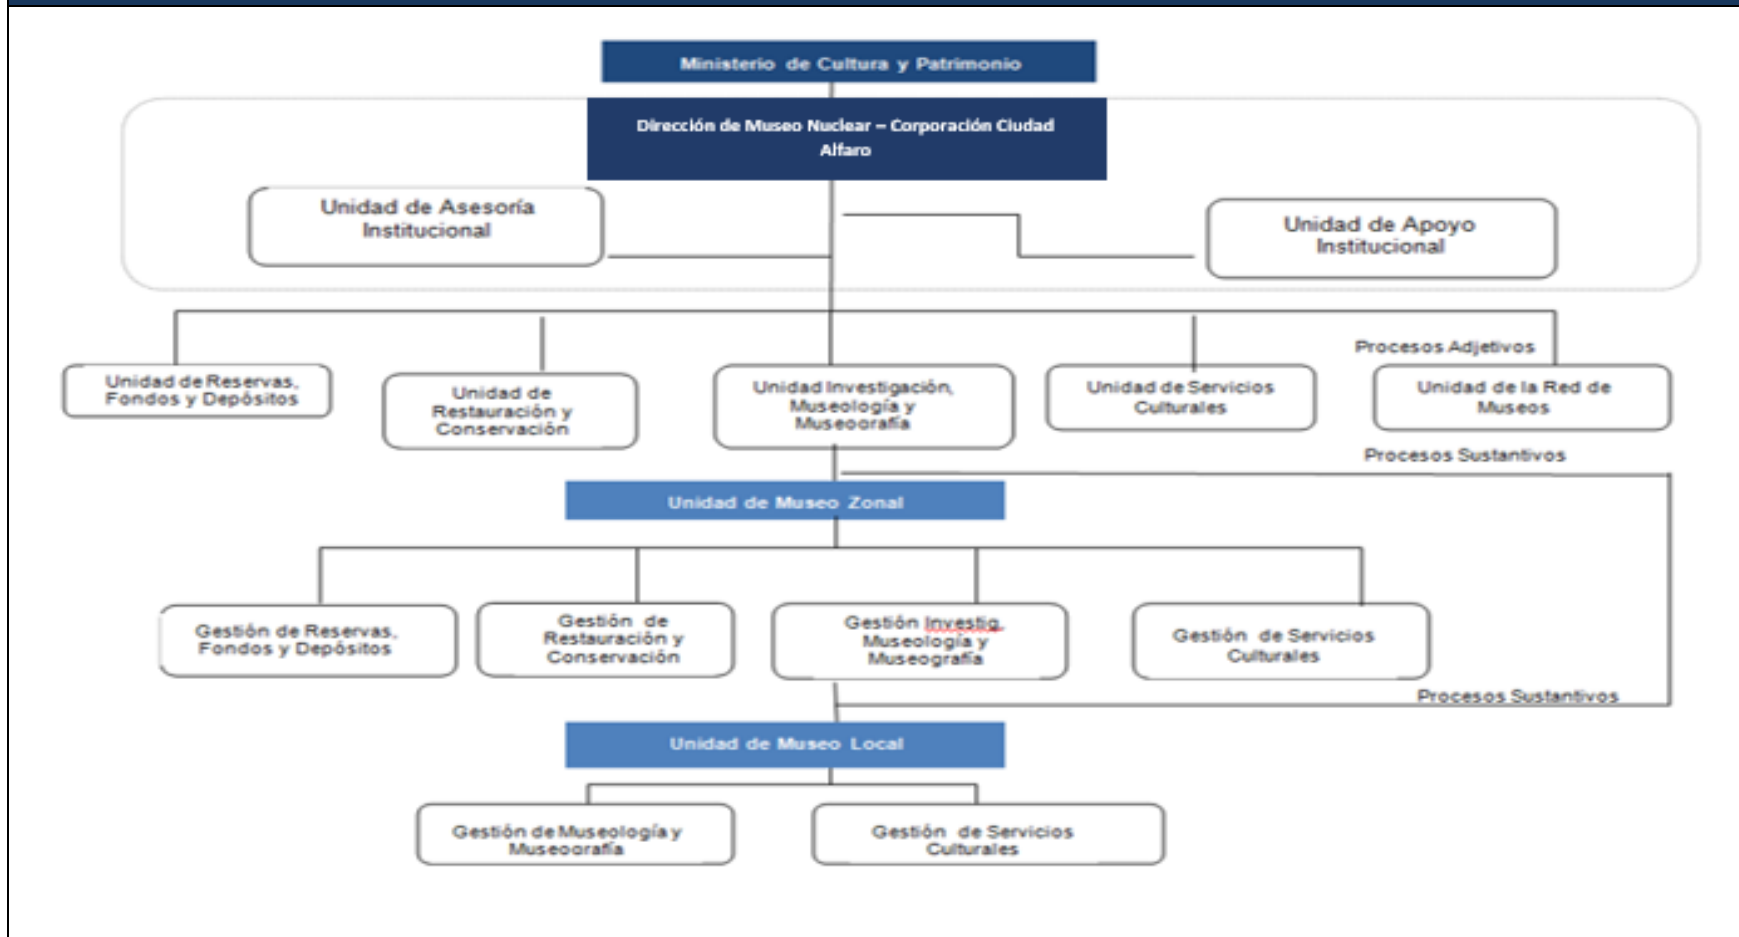 Ministerio de Cultura y Patrimonio
Dirección de Museo Nuclear – Corporación Ciudad
Alfaro
Unidad de Asesoría
Institucional
Unidad de Apoyo
Institucional
Procesos Adjetivos
Unidad de Reservas,
Fondos y Depósitos
Unidad de
Restauración y
Conservación
Unidad Investigación,
Museología y
Museografía
Unidad de Servicios
Culturales
Unidad de la Red de
Museos
Procesos Sustantivos
Unidad de Museo Zonal
Gestión de Reservas,
Fondos y Depósitos
Gestión de
Restauración y
Conservación
Gestión Investig.
Museología y
Museografía
Gestión de Servicios
Culturales
Procesos Sustantivos
Unidad de Museo Local
Gestión de Museología y
Museografía
Gestión de Servicios
Culturales